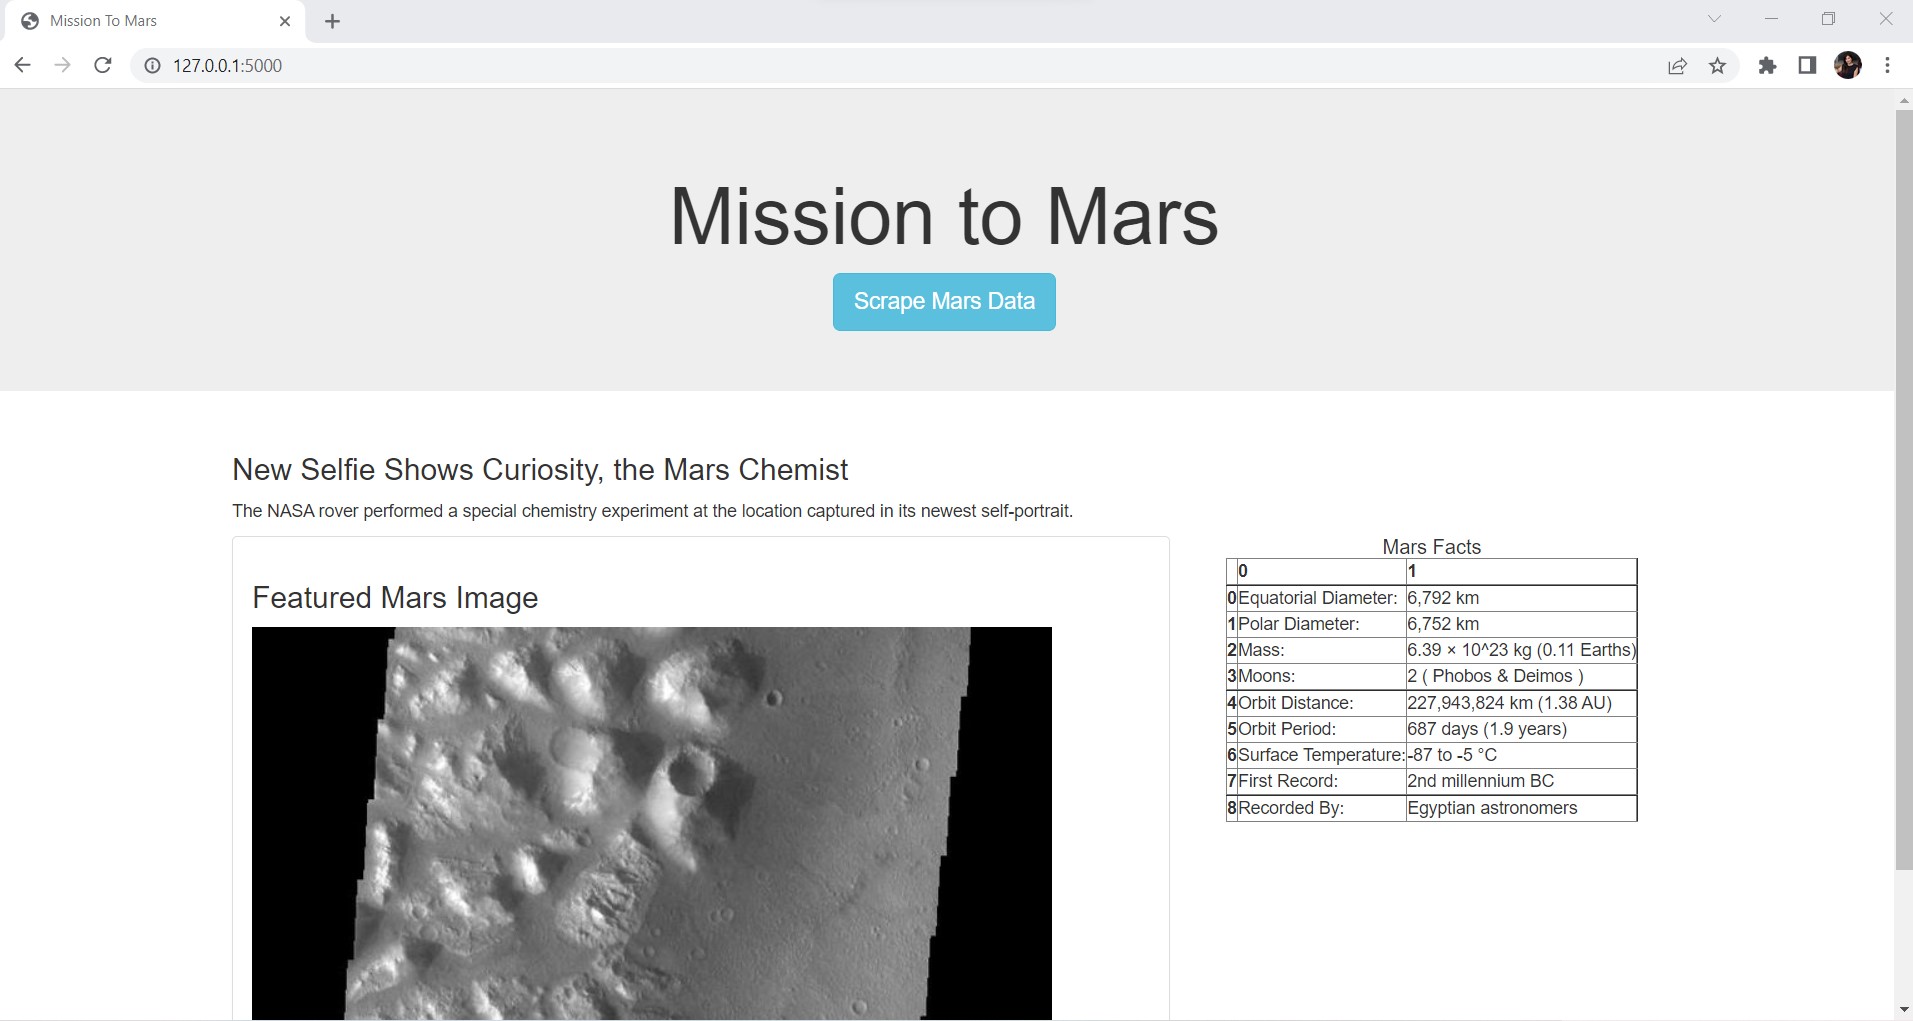 Mission To Mars
127.0.0.1:5000
Mission to Mars
Scrape Mars Data
New Selfie Shows Curiosity, the Mars Chemist
The NASA rover performed a special chemistry experiment at the location captured in its newest self-portrait.
Featured Mars Image
Mars Facts
0 1
0 Equatorial Diameter: 6,792 km
1 Polar Diameter: 6,752 km
2 Mass: 6.39 × 10^23 kg (0.11 Earths)
3 Moons: 2 ( Phobos & Deimos )
4 Orbit Distance: 227,943,824 km (1.38 AU)
5 Orbit Period: 687 days (1.9 years)
6 Surface Temperature: -87 to -5 °C
7 First Record: 2nd millennium BC
8 Recorded By: Egyptian astronomers